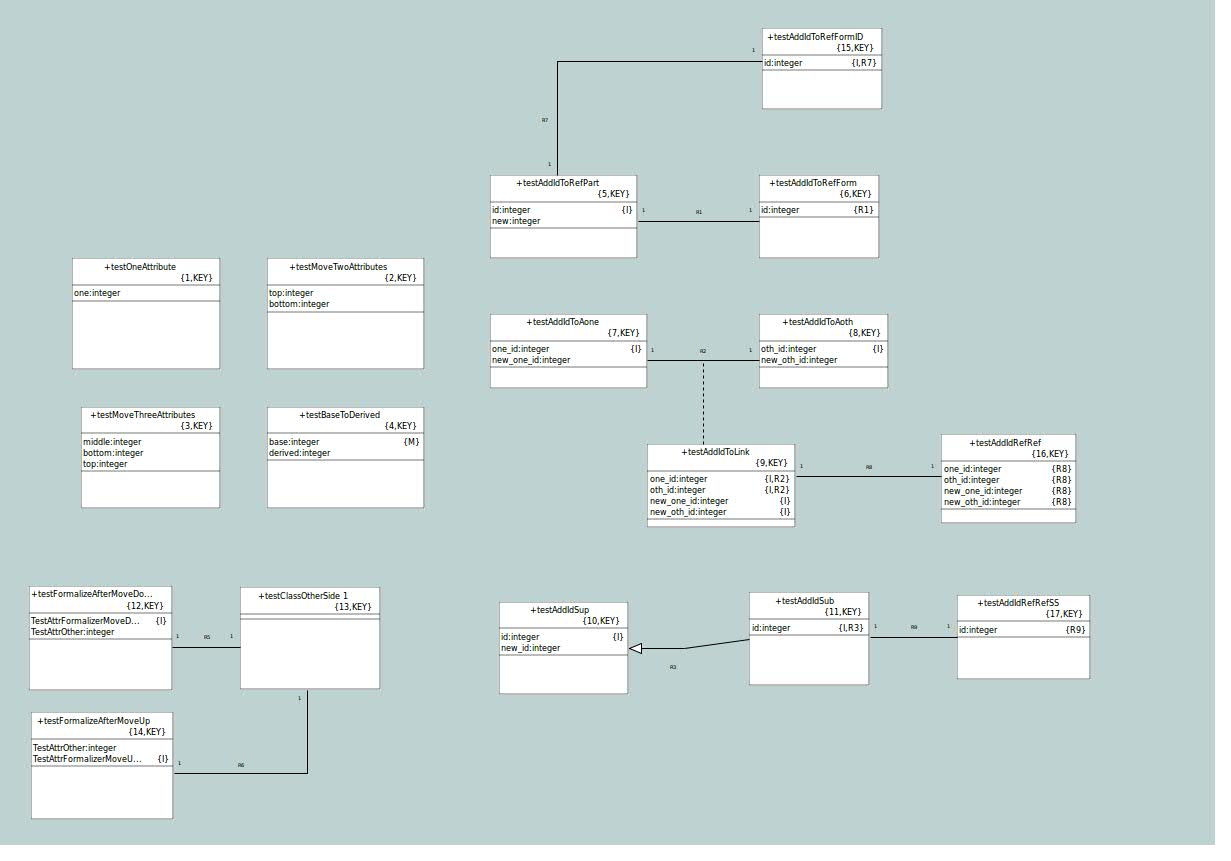 +testAddIdToRefFormID
{15,KEY}
id:integer {I,R7}
1
R7
1
+testAddIdToRefPart
{5,KEY}
id:integer {I}
new:integer
1 R1 1
+testAddIdToRefForm
{6,KEY}
id:integer {R1}
+testOneAttribute
{1,KEY}
one:integer
+testMoveTwoAttributes
{2,KEY}
top:integer
bottom:integer
+testAddIdToAone
{7,KEY}
one_id:integer {I}
new_one_id:integer
1 R2 1
+testAddIdToAoth
{8,KEY}
oth_id:integer {I}
new_oth_id:integer
+testMoveThreeAttributes
{3,KEY}
middle:integer
bottom:integer
top:integer
+testBaseToDerived
{4,KEY}
base:integer {M}
derived:integer
+testAddIdToLink
{9,KEY}
one_id:integer {I,R2}
oth_id:integer {I,R2}
new_one_id:integer {I}
new_oth_id:integer {I}
1 R8 1
+testAddIdRefRef
{16,KEY}
one_id:integer {R8}
oth_id:integer {R8}
new_one_id:integer {R8}
new_oth_id:integer {R8}
+testFormalizeAfterMoveDo...
{12,KEY}
TestAttrFormalizerMoveD... {I}
TestAttrOther:integer
1 R5 1
+testClassOtherSide 1
{13,KEY}
1
+testAddIdSup
{10,KEY}
id:integer {I}
new_id:integer
R3
+testAddIdSub
{11,KEY}
id:integer {I,R3}
1 R9 1
+testAddIdRefRefSS
{17,KEY}
id:integer {R9}
+testFormalizeAfterMoveUp
{14,KEY}
TestAttrOther:integer
TestAttrFormalizerMoveU... {I}
1 R6